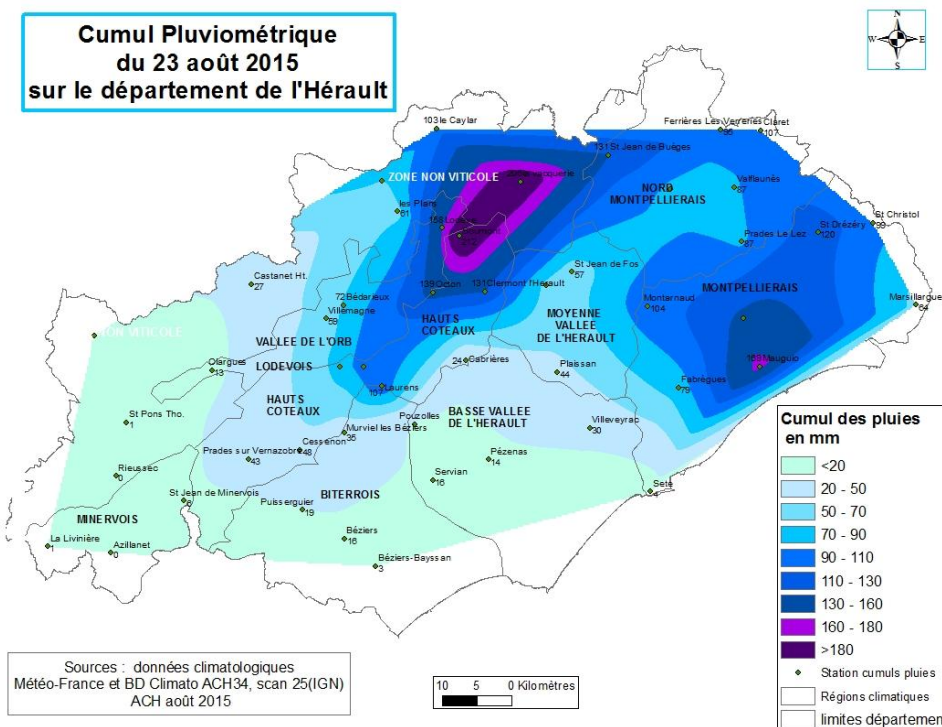 Cumul Pluviométrique
du 23 août 2015
sur le département de l'Hérault
N
W E
S
103 le Caylar
Ferrières Les Verreries
Claret
107
131 St Jean de Buèges
ZONE NON VITICOLE
Valflaunès
87
NORD
MONTPELLIERAIS
les Plans
61
St Christol
99
St Drézéry
120
Prades Le Lez
87
St Jean de Fos
57
Castanet Ht.
27
139 Octon
131 Clermont l'Hérault
72 Bédarieux
Villemagne
59
Montarnaud
104
MONTPELLIERAIS
Marsillargues
64
NON VITICOLE
HAUTS
COTEAUX
MOYENNE
VALLEE
DE L'HERAULT
VALLEE DE L'ORB
Olargues
13
LODEVOIS
24 Cabrières
Plaissan
44
Mauguio
Fabrègues
79
Laurens
107
HAUTS
COTEAUX
BASSE VALLEE
DE L'HERAULT
Pouzolles
St Pons Tho.
1
Murviel les Béziers
35
Villeveyrac
30
Cessenon
48
Prades sur Vernazobre
43
Pézenas
14
Rieussec
0
Servian
16
Sete
4
St Jean de Minervois
6
BITERROIS
Puisserguier
19
MINERVOIS
La Livinière
1
Azillanet
0
Béziers
16
Béziers-Bayssan
3
Cumul des pluies
en mm
<20
20 - 50
50 - 70
70 - 90
90 - 110
110 - 130
130 - 160
160 - 180
>180
Station cumuls pluies
Régions climatiques
limites département
Sources : données climatologiques
Météo-France et BD Climato ACH34, scan 25(IGN)
ACH août 2015
10 5 0 Kilomètres